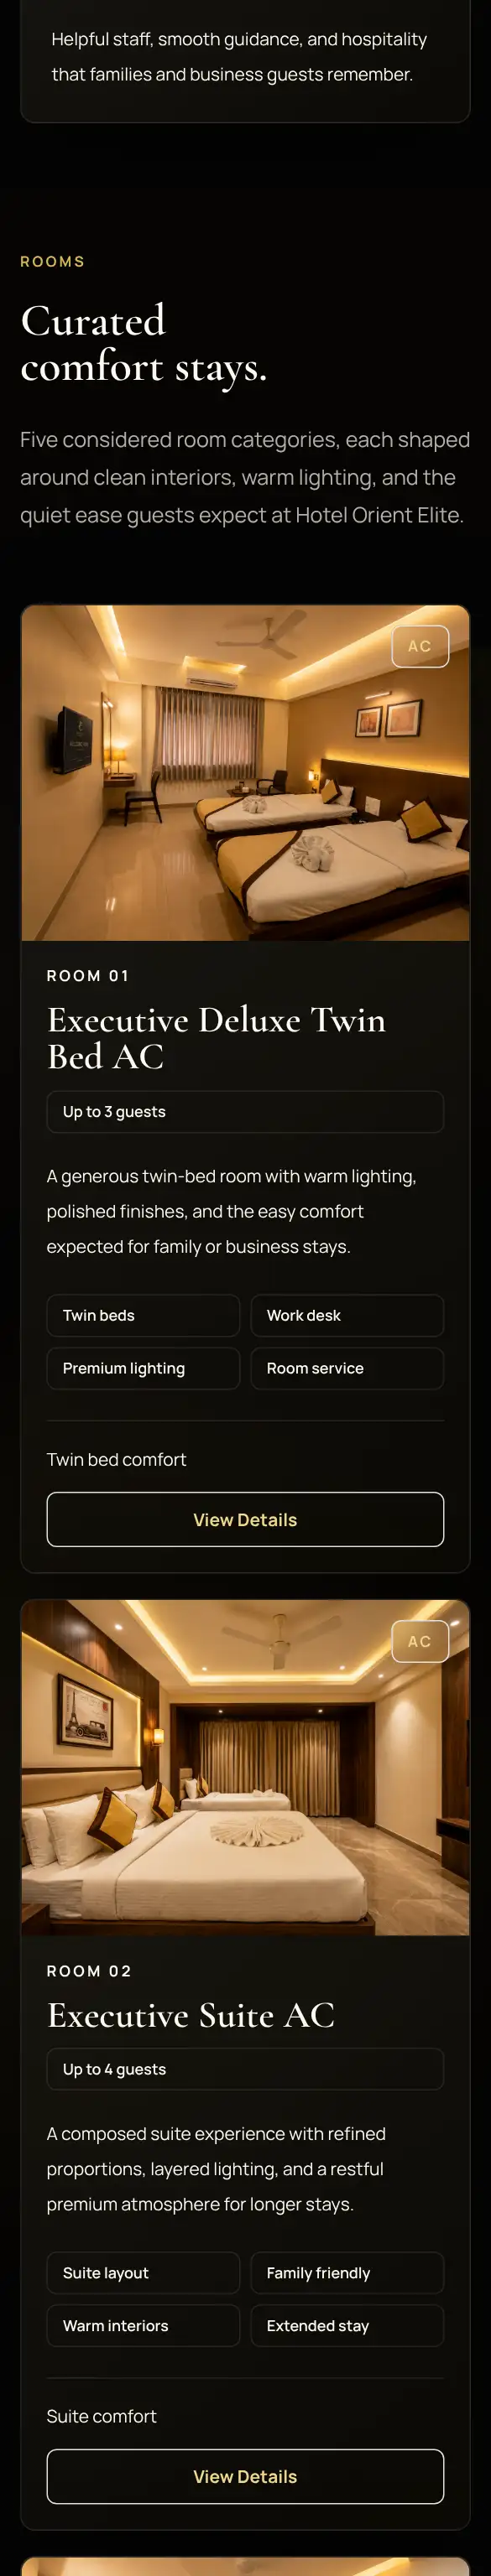 Helpful staff, smooth guidance, and hospitality
that families and business guests remember.
ROOMS
Curated
comfort stays.
Five considered room categories, each shaped
around clean interiors, warm lighting, and the
quiet ease guests expect at Hotel Orient Elite.
AC
ROOM 01
Executive Deluxe Twin
Bed AC
Up to 3 guests
A generous twin-bed room with warm lighting,
polished finishes, and the easy comfort
expected for family or business stays.
Twin beds
Work desk
Premium lighting
Room service
Twin bed comfort
View Details
AC
ROOM 02
Executive Suite AC
Up to 4 guests
A composed suite experience with refined
proportions, layered lighting, and a restful
premium atmosphere for longer stays.
Suite layout
Family friendly
Warm interiors
Extended stay
Suite comfort
View Details